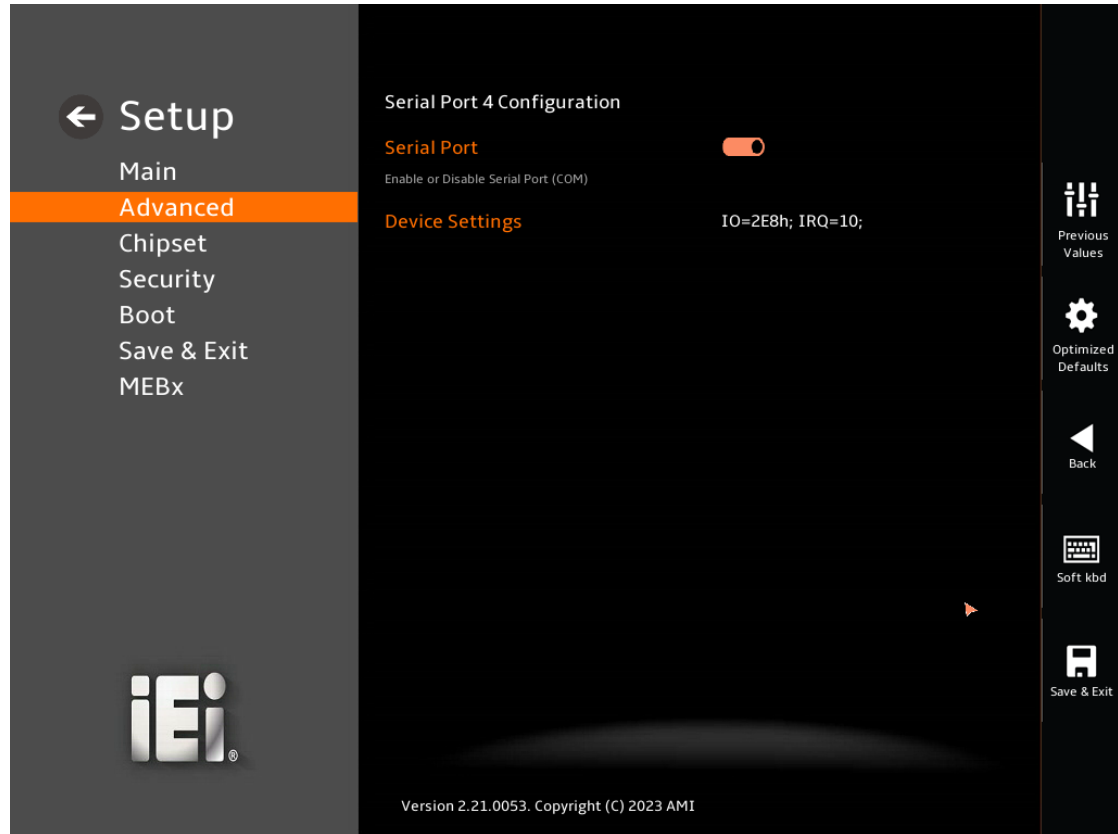 Setup
Main
Advanced
Chipset
Security
Boot
Save & Exit
MEBx
Serial Port 4 Configuration
Serial Port
Enable or Disable Serial Port (COM)
Device Settings IO=2E8h; IRQ=10;
Previous
Values
Optimized
Defaults
Back
Soft kbd
Save & Exit
iEi®
Version 2.21.0053. Copyright (C) 2023 AMI